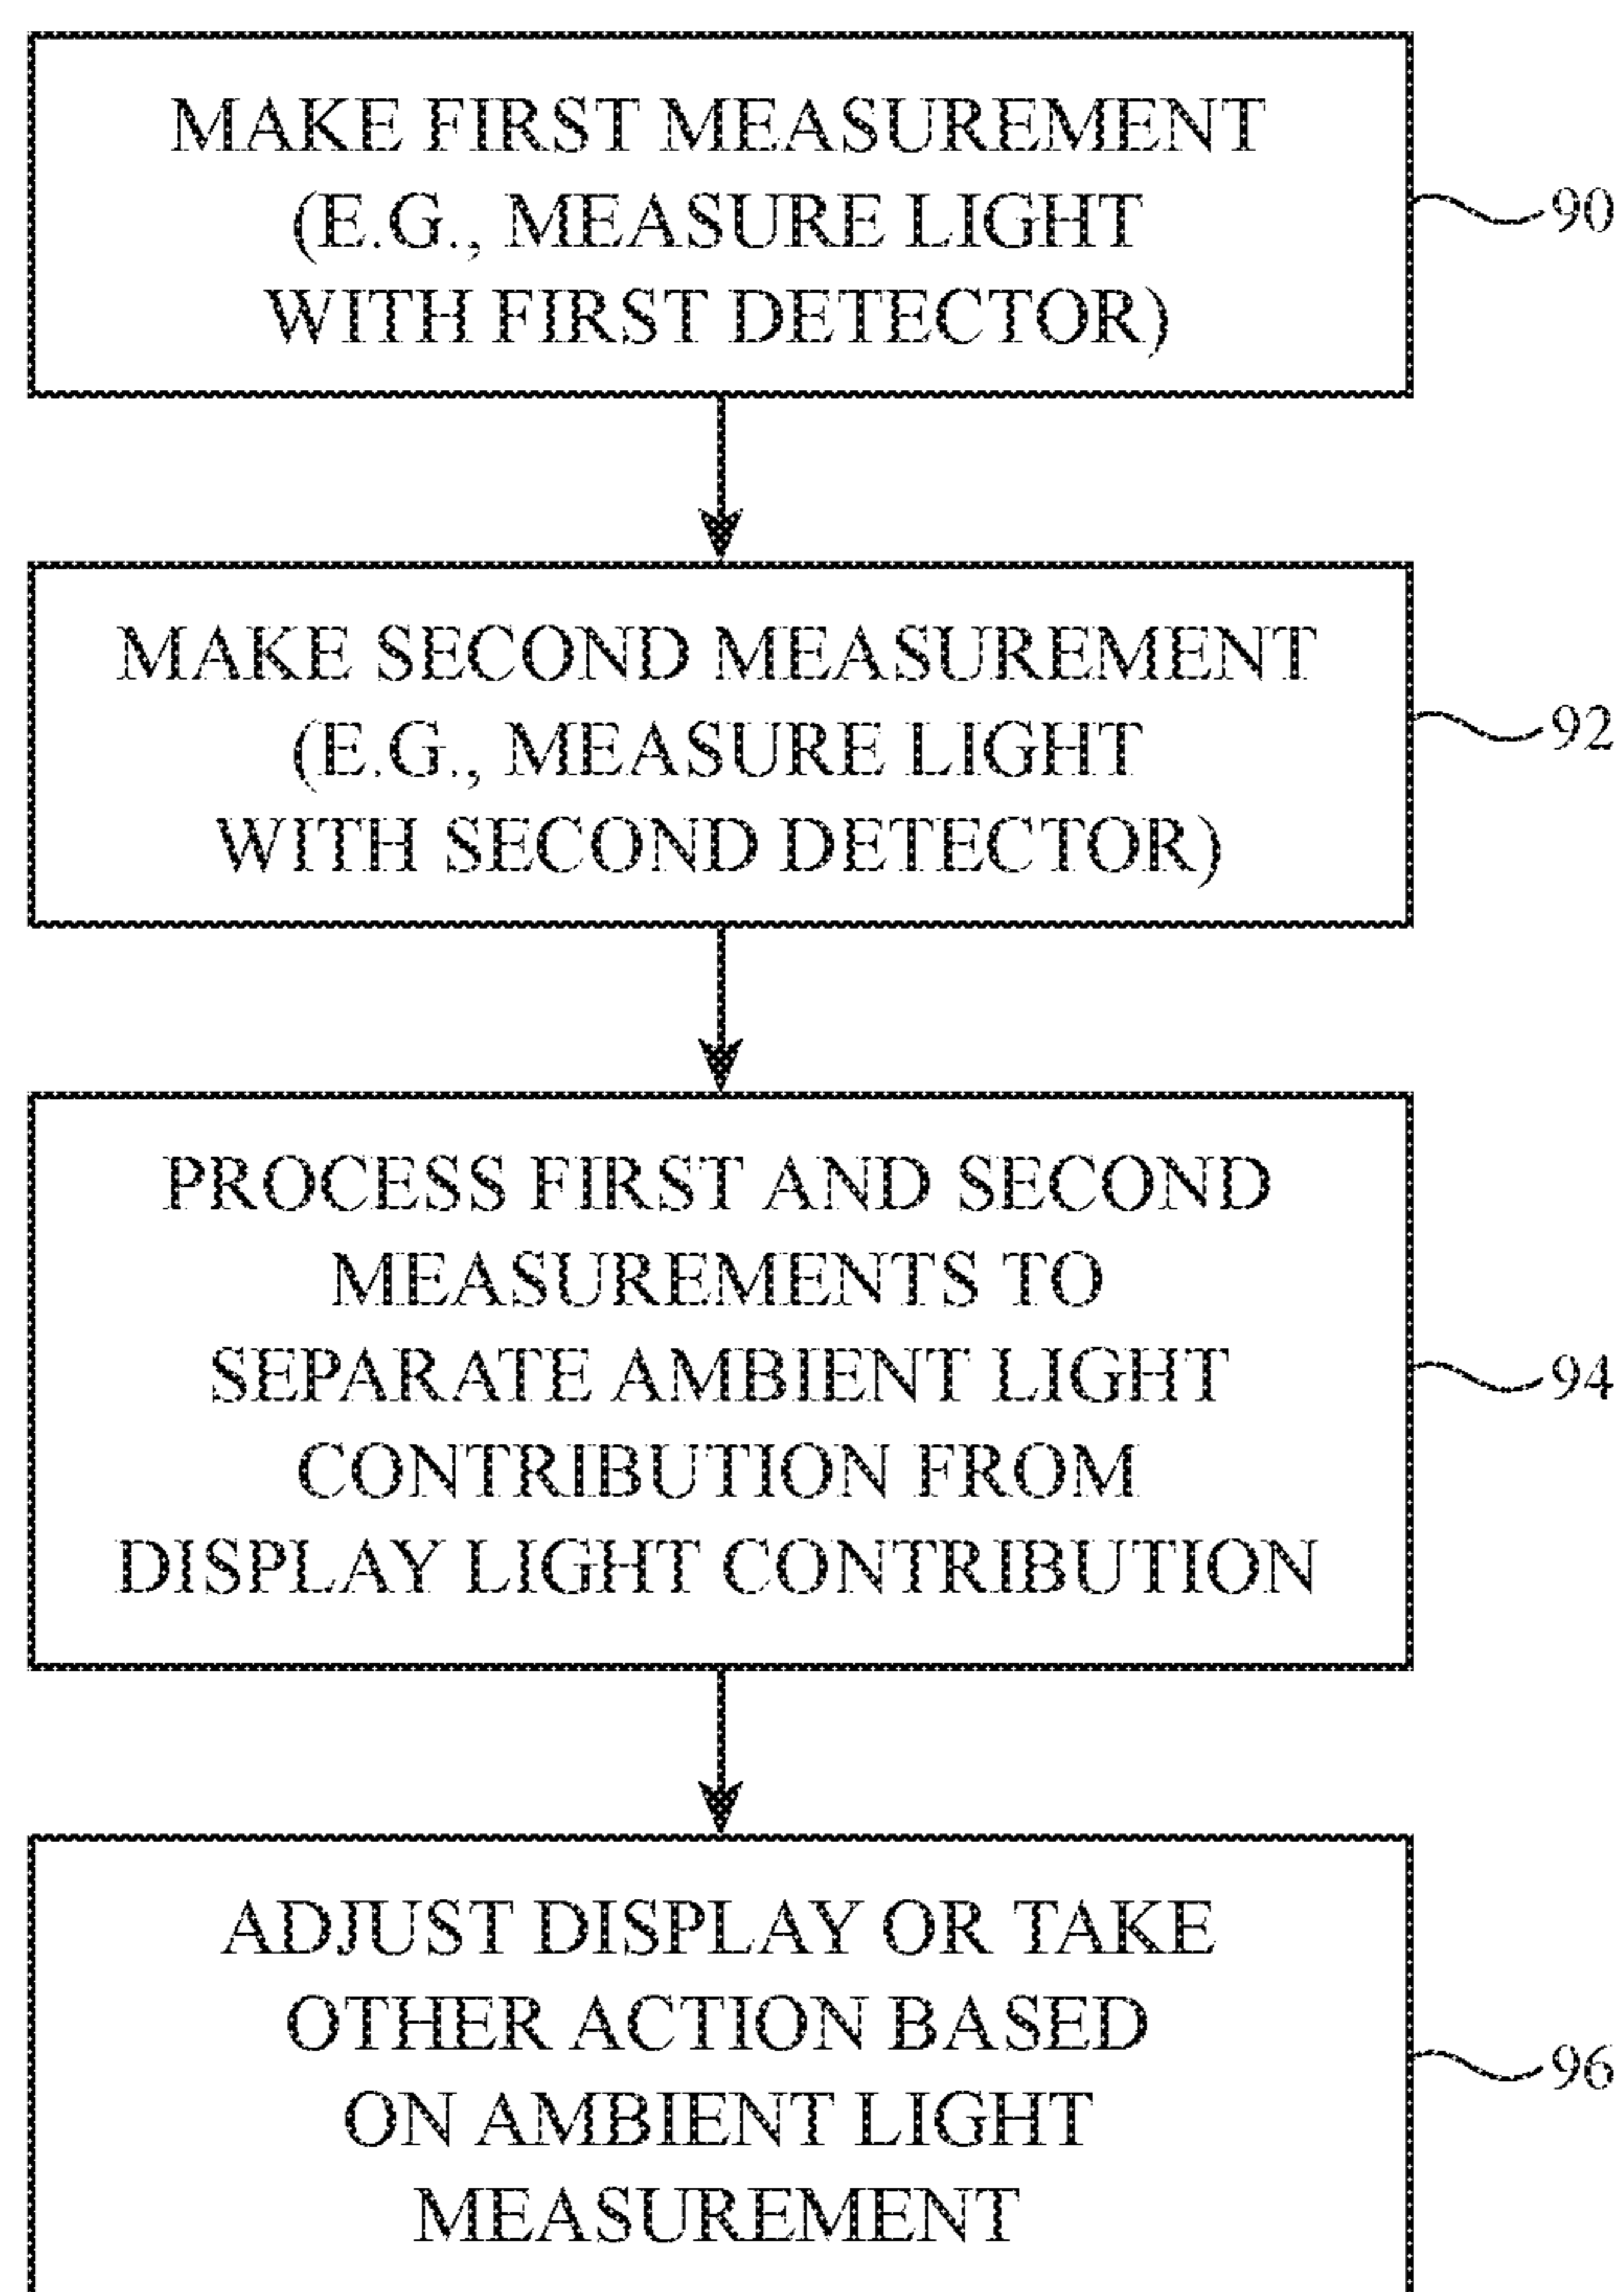 MAKE FIRST MEASUREMENT
(E.G., MEASURE LIGHT
WITH FIRST DETECTOR)
90
MAKE SECOND MEASUREMENT
(E.G., MEASURE LIGHT
WITH SECOND DETECTOR)
92
PROCESS FIRST AND SECOND
MEASUREMENTS TO
SEPARATE AMBIENT LIGHT
CONTRIBUTION FROM
DISPLAY LIGHT CONTRIBUTION
94
ADJUST DISPLAY OR TAKE
OTHER ACTION BASED
ON AMBIENT LIGHT
MEASUREMENT
96